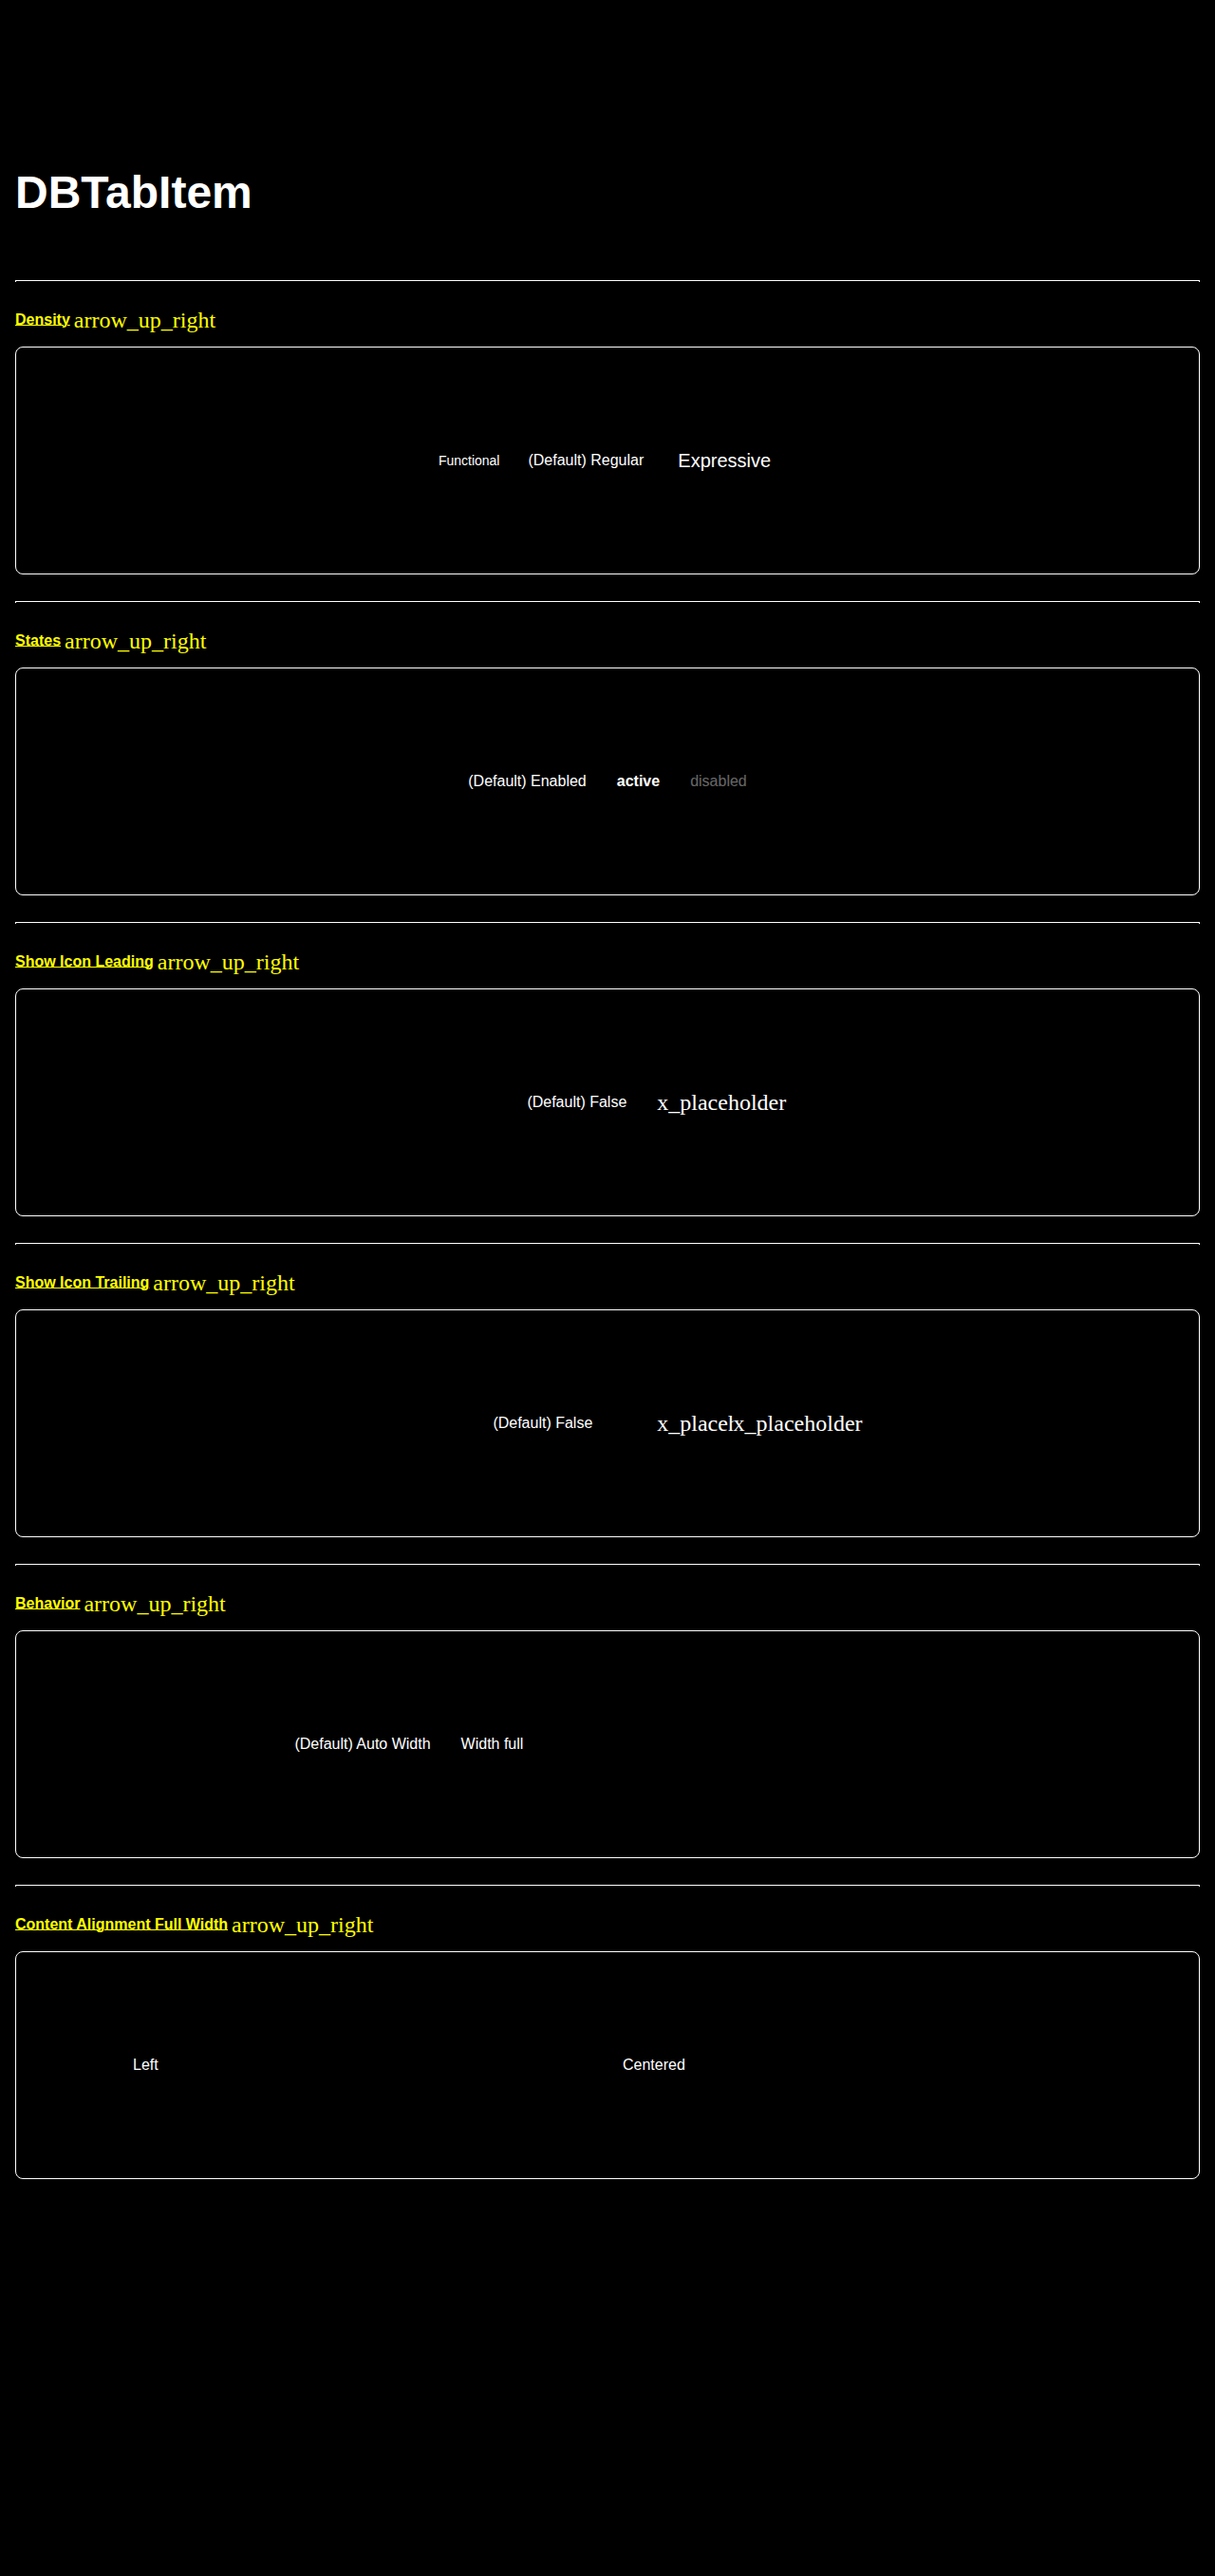 DBTabItem
Density arrow_up_right
Functional (Default) Regular Expressive
States arrow_up_right
(Default) Enabled active disabled
Show Icon Leading arrow_up_right
(Default) False x_placeholder
Show Icon Trailing arrow_up_right
(Default) False x_placel x_placeholder
Behavior arrow_up_right
(Default) Auto Width Width full
Content Alignment Full Width arrow_up_right
Left Centered